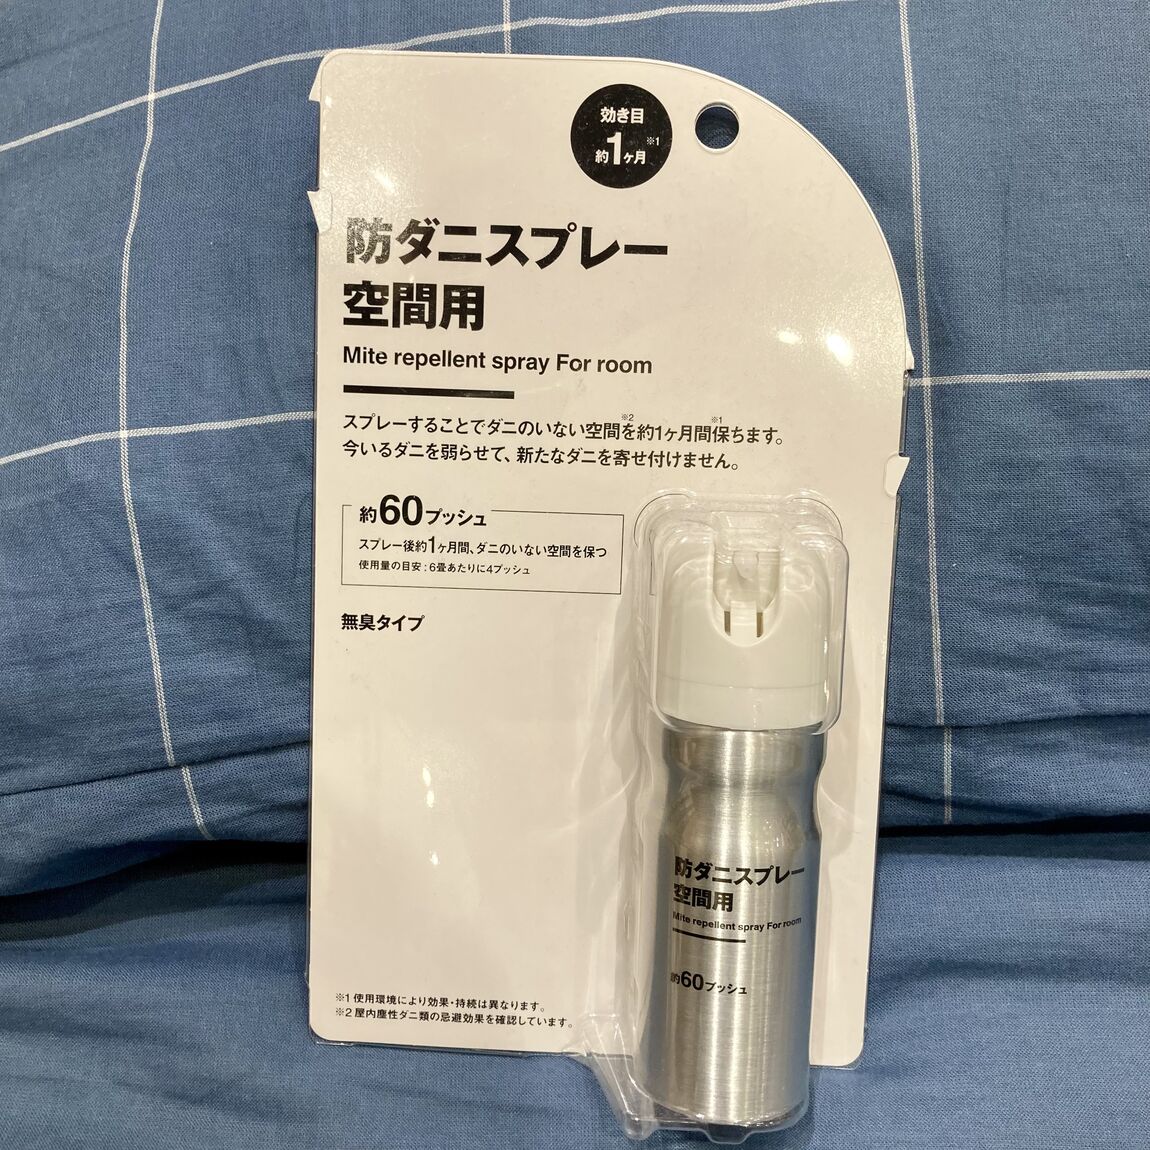 効き目
約1ヶ月※1
防ダニスプレー
空間用
Mite repellent spray For room
スプレーすることでダニのいない空間※2を約1ヶ月間※1保ちます。
今いるダニを弱らせて、新たなダニを寄せ付けません。
約60プッシュ
スプレー後約1ヶ月間、ダニのいない空間を保つ
使用量の目安:6畳あたりに4プッシュ
無臭タイプ
防ダニスプレー
空間用
Mite repellent spray For room
約60プッシュ
※1 使用環境により効果・持続は異なります。
※2 屋内塵性ダニ類の忌避効果を確認しています。